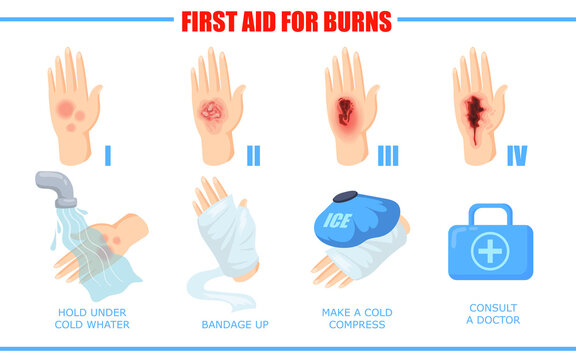 FIRST AID FOR BURNS
I
II
III
IV
ICE
HOLD UNDER
COLD WHATER
BANDAGE UP
MAKE A COLD
COMPRESS
CONSULT
A DOCTOR